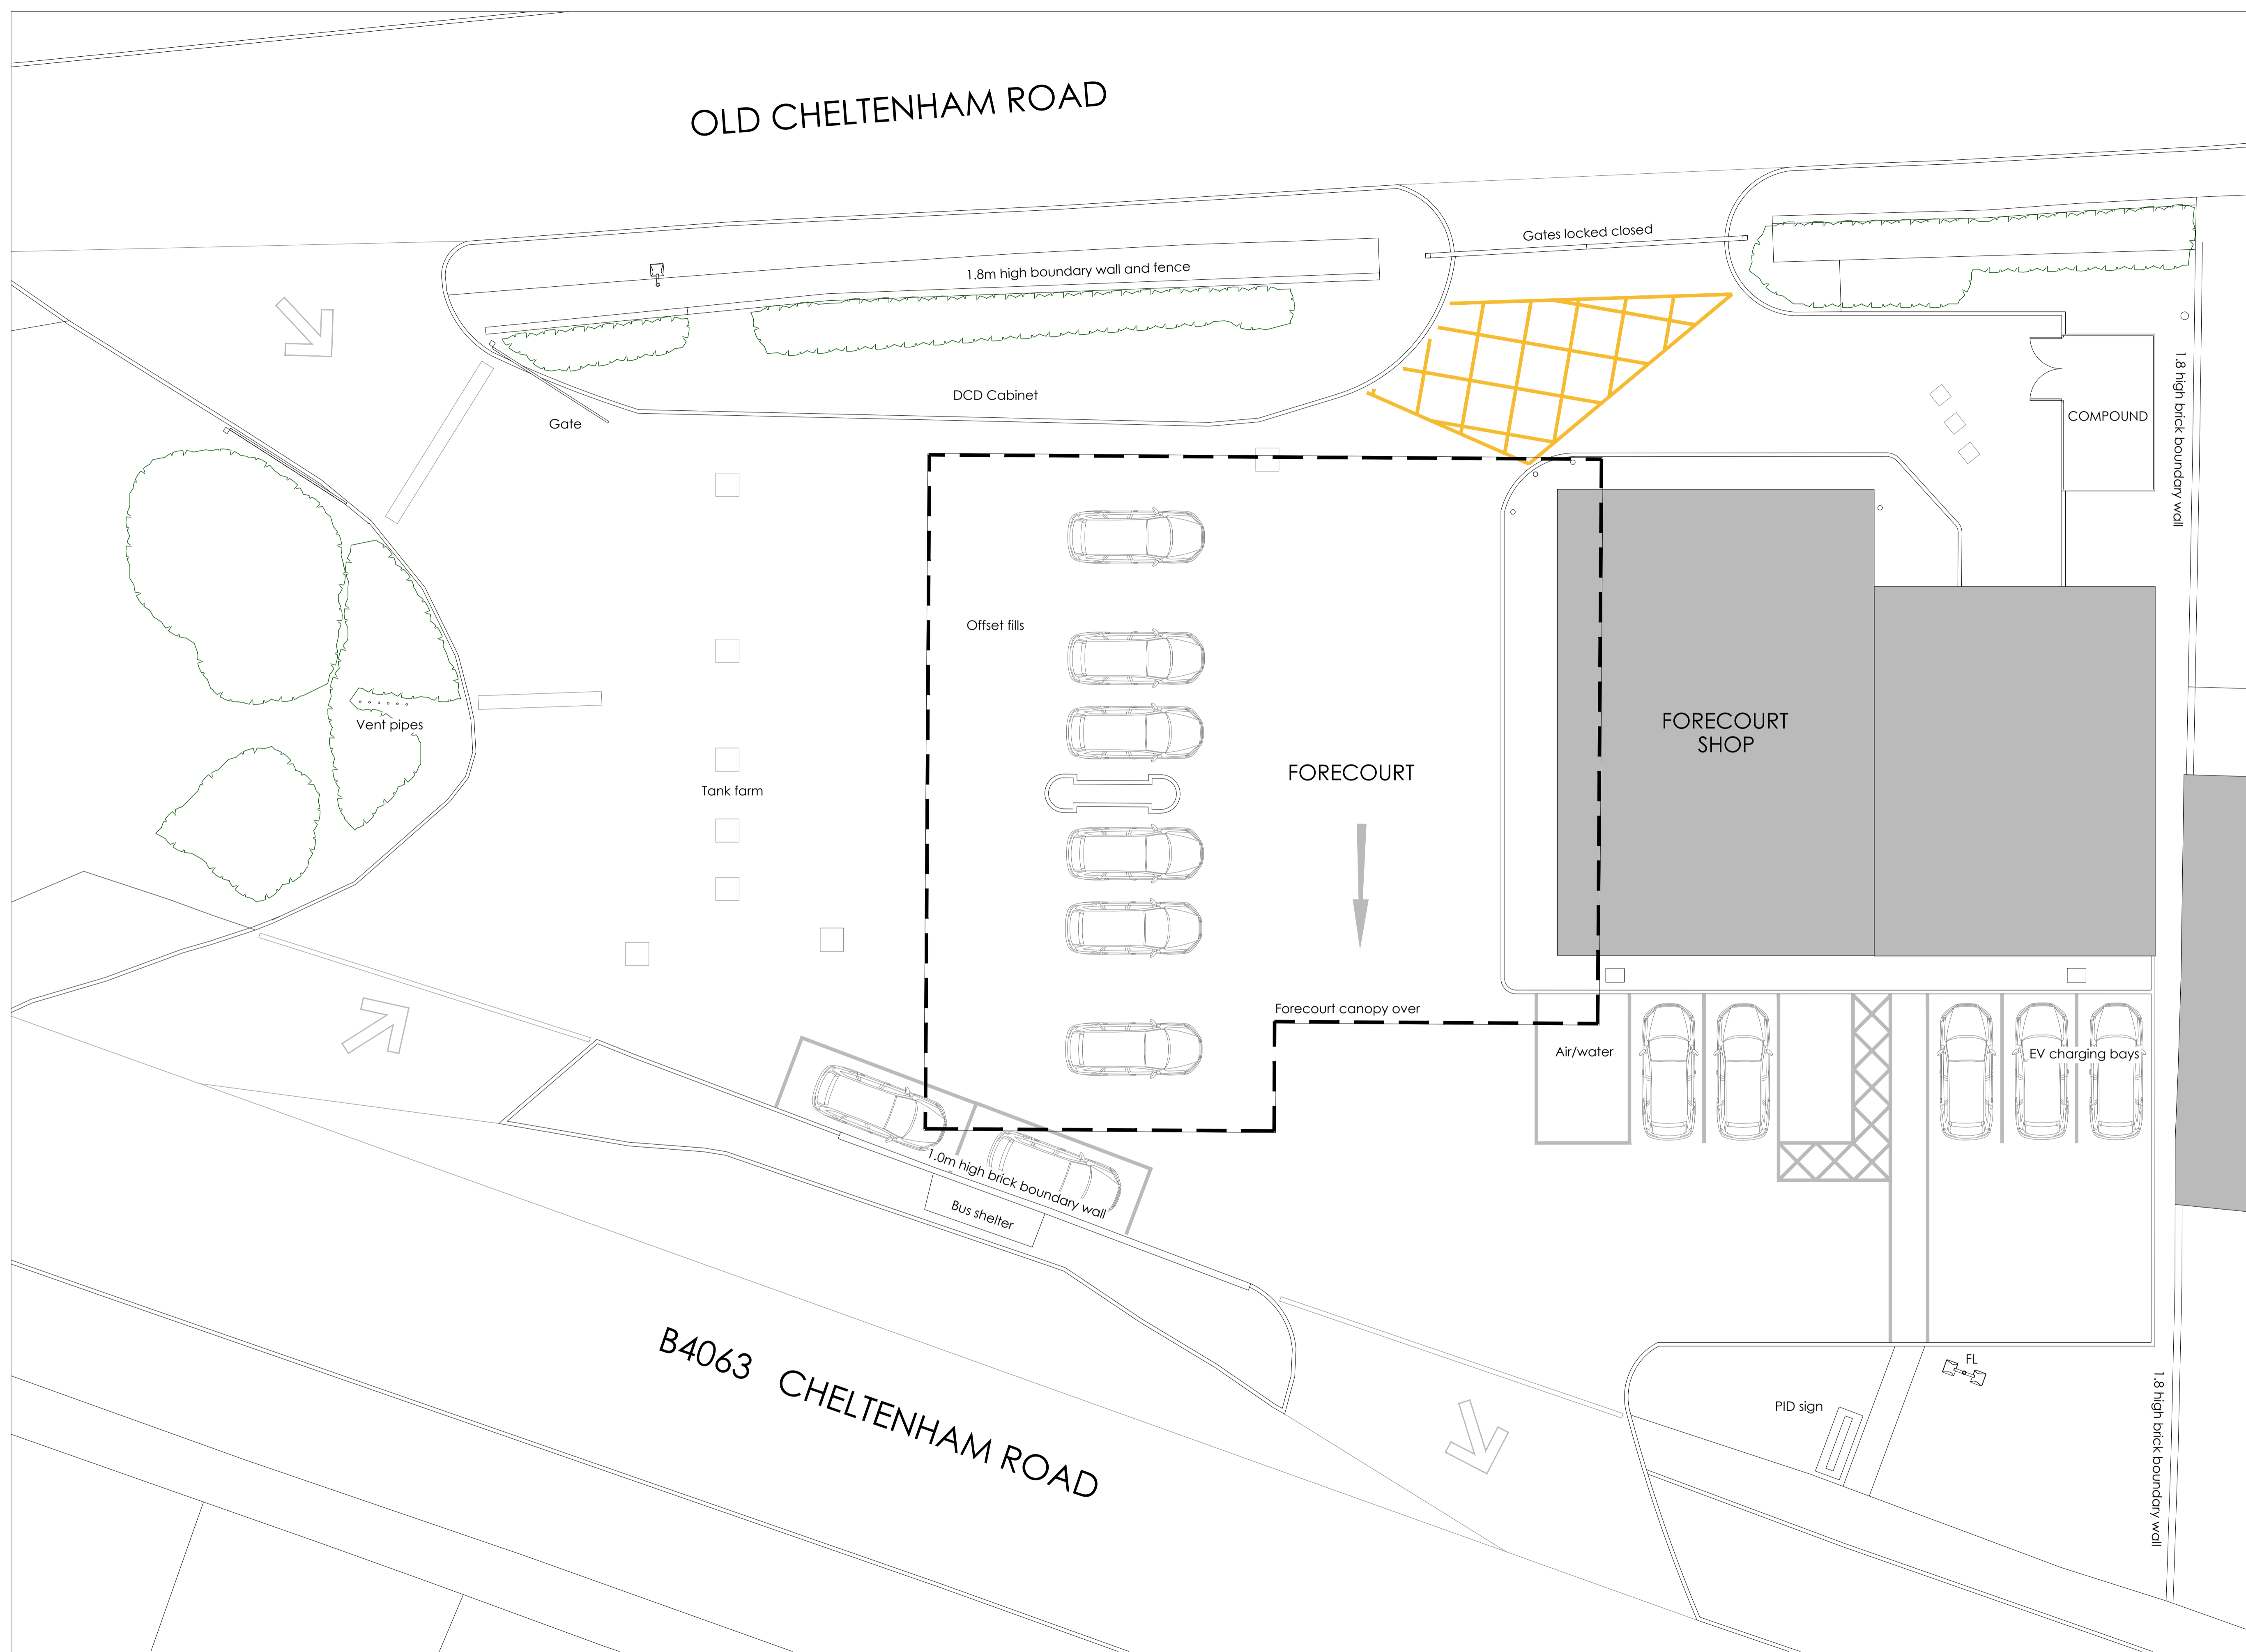 OLD CHELTENHAM ROAD
Gates locked closed
1.8m high boundary wall and fence
DCD Cabinet
Gate
COMPOUND
1.8 high brick boundary wall
Offset fills
Vent pipes
FORECOURT
SHOP
FORECOURT
Tank farm
Forecourt canopy over
Air/water
EV charging bays
1.0m high brick boundary wall
Bus shelter
B4063 CHELTENHAM ROAD
FL
PID sign
1.8 high brick boundary wall